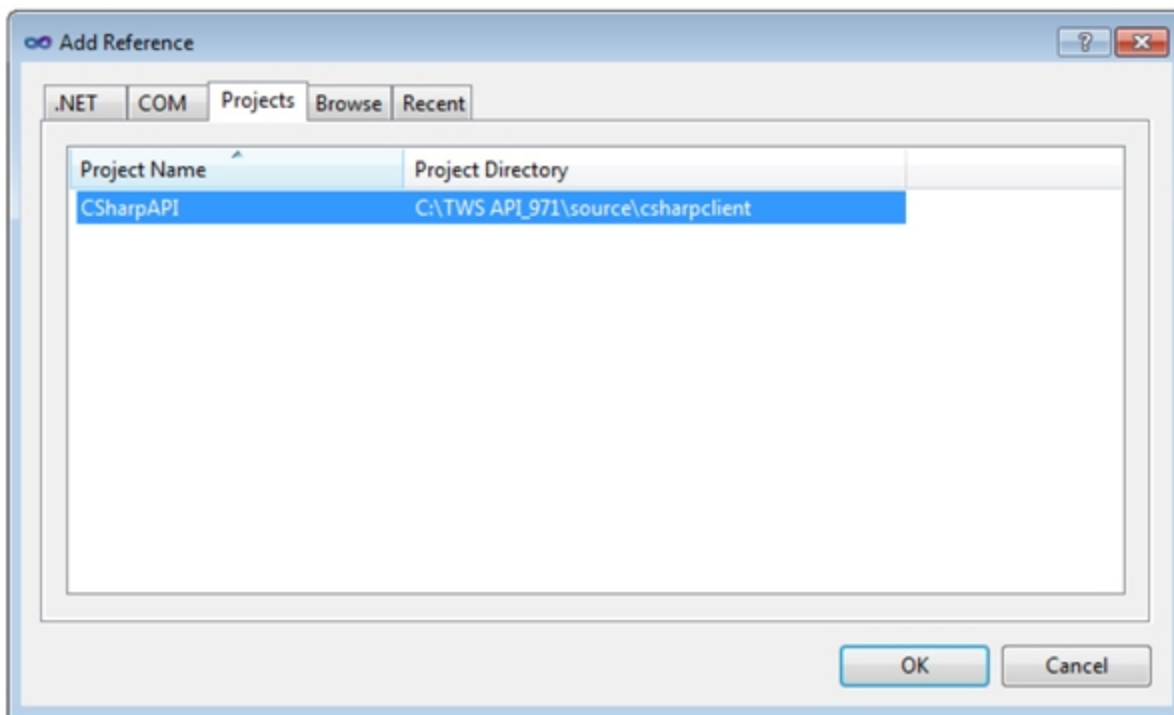 Add Reference
.NET COM Projects Browse Recent
Project Name Project Directory
CSharpAPI C:\TWS API_971\source\csharpclient
OK Cancel